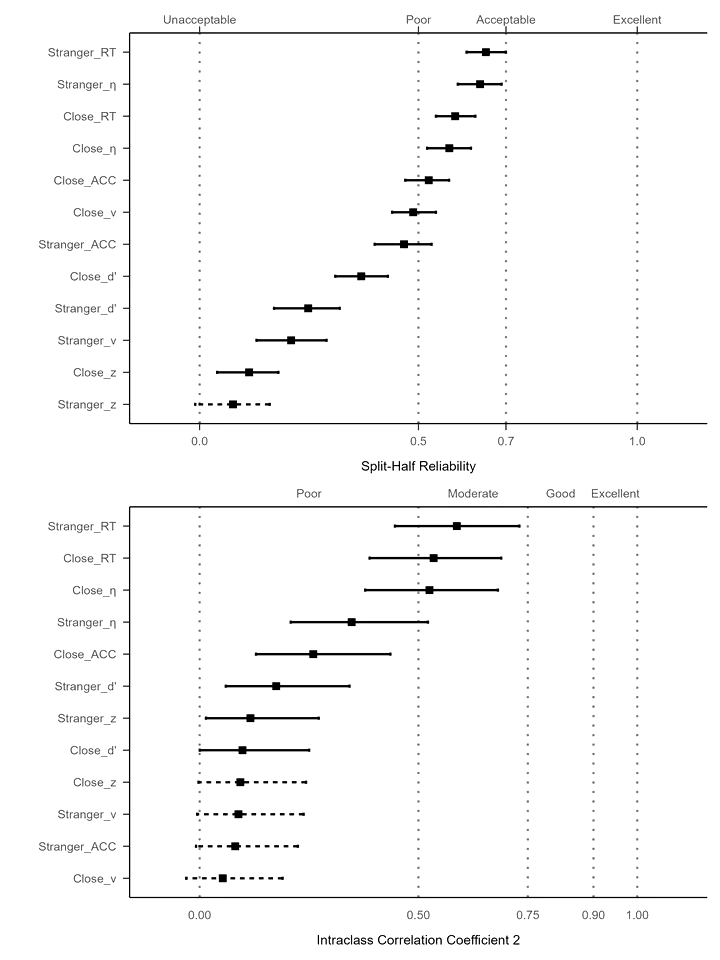 Unacceptable Poor Acceptable Excellent
Stranger_RT
Stranger_η
Close_RT
Close_η
Close_ACC
Close_v
Stranger_ACC
Close_d'
Stranger_d'
Stranger_v
Close_z
Stranger_z
0.0 0.5 0.7 1.0
Split-Half Reliability
Poor Moderate Good Excellent
Stranger_RT
Close_RT
Close_η
Stranger_η
Close_ACC
Stranger_d'
Stranger_z
Close_d'
Close_z
Stranger_v
Stranger_ACC
Close_v
0.00 0.50 0.75 0.90 1.00
Intraclass Correlation Coefficient 2